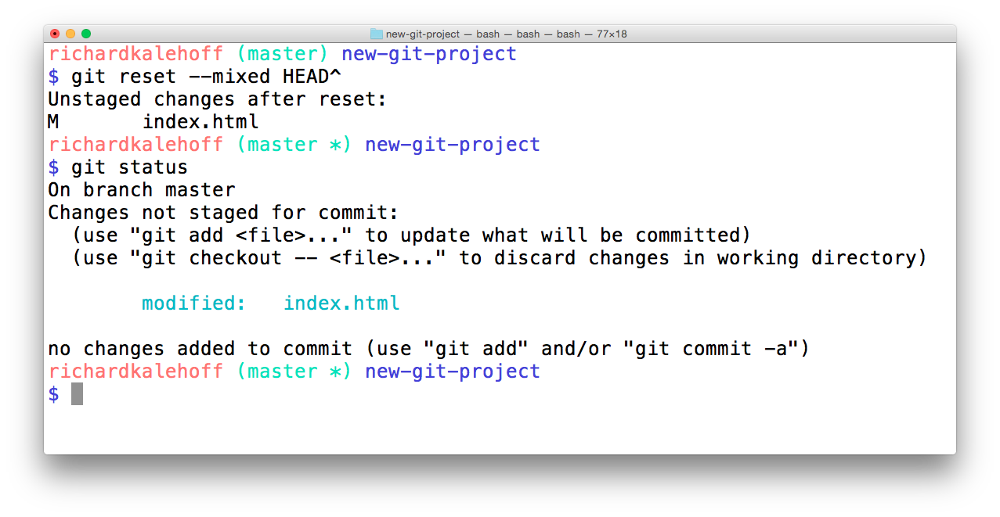 new-git-project — bash — bash — bash — 77×18
richardkalehoff (master) new-git-project
$ git reset --mixed HEAD^
Unstaged changes after reset:
M       index.html
richardkalehoff (master *) new-git-project
$ git status
On branch master
Changes not staged for commit:
  (use "git add <file>..." to update what will be committed)
  (use "git checkout -- <file>..." to discard changes in working directory)
        modified:   index.html
no changes added to commit (use "git add" and/or "git commit -a")
richardkalehoff (master *) new-git-project
$